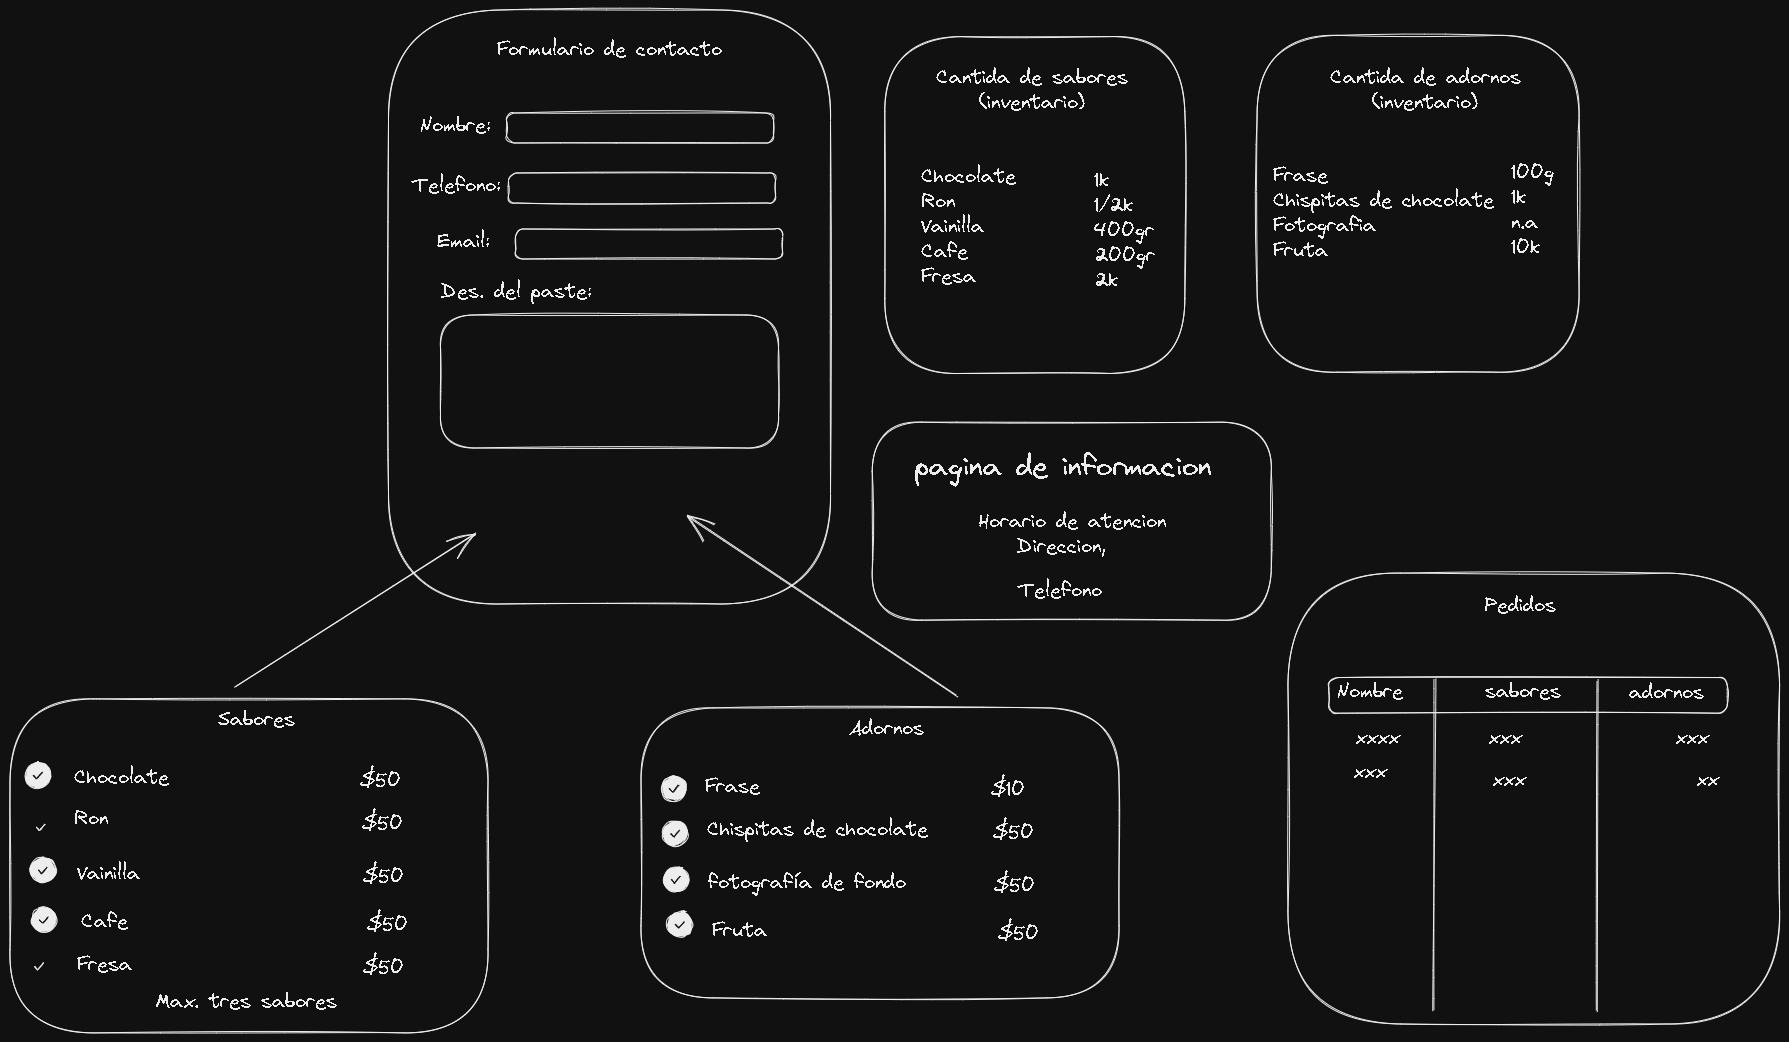 Formulario de contacto
Nombre:
Telefono:
Email:
Des. del paste:
Cantida de sabores
(inventario)
Chocolate 1k
Ron 1/2k
Vainilla 400gr
Cafe 200gr
Fresa 2k
Cantida de adornos
(inventario)
Frase 100g
Chispitas de chocolate 1k
Fotografia n.a
Fruta 10k
pagina de informacion
Horario de atencion
Direccion,
Telefono
Sabores
Chocolate $50
Ron $50
Vainilla $50
Cafe $50
Fresa $50
Max. tres sabores
Adornos
Frase $10
Chispitas de chocolate $50
fotografía de fondo $50
Fruta $50
Pedidos
Nombre sabores adornos
xxxx xxx xxx
xxx xxx xx